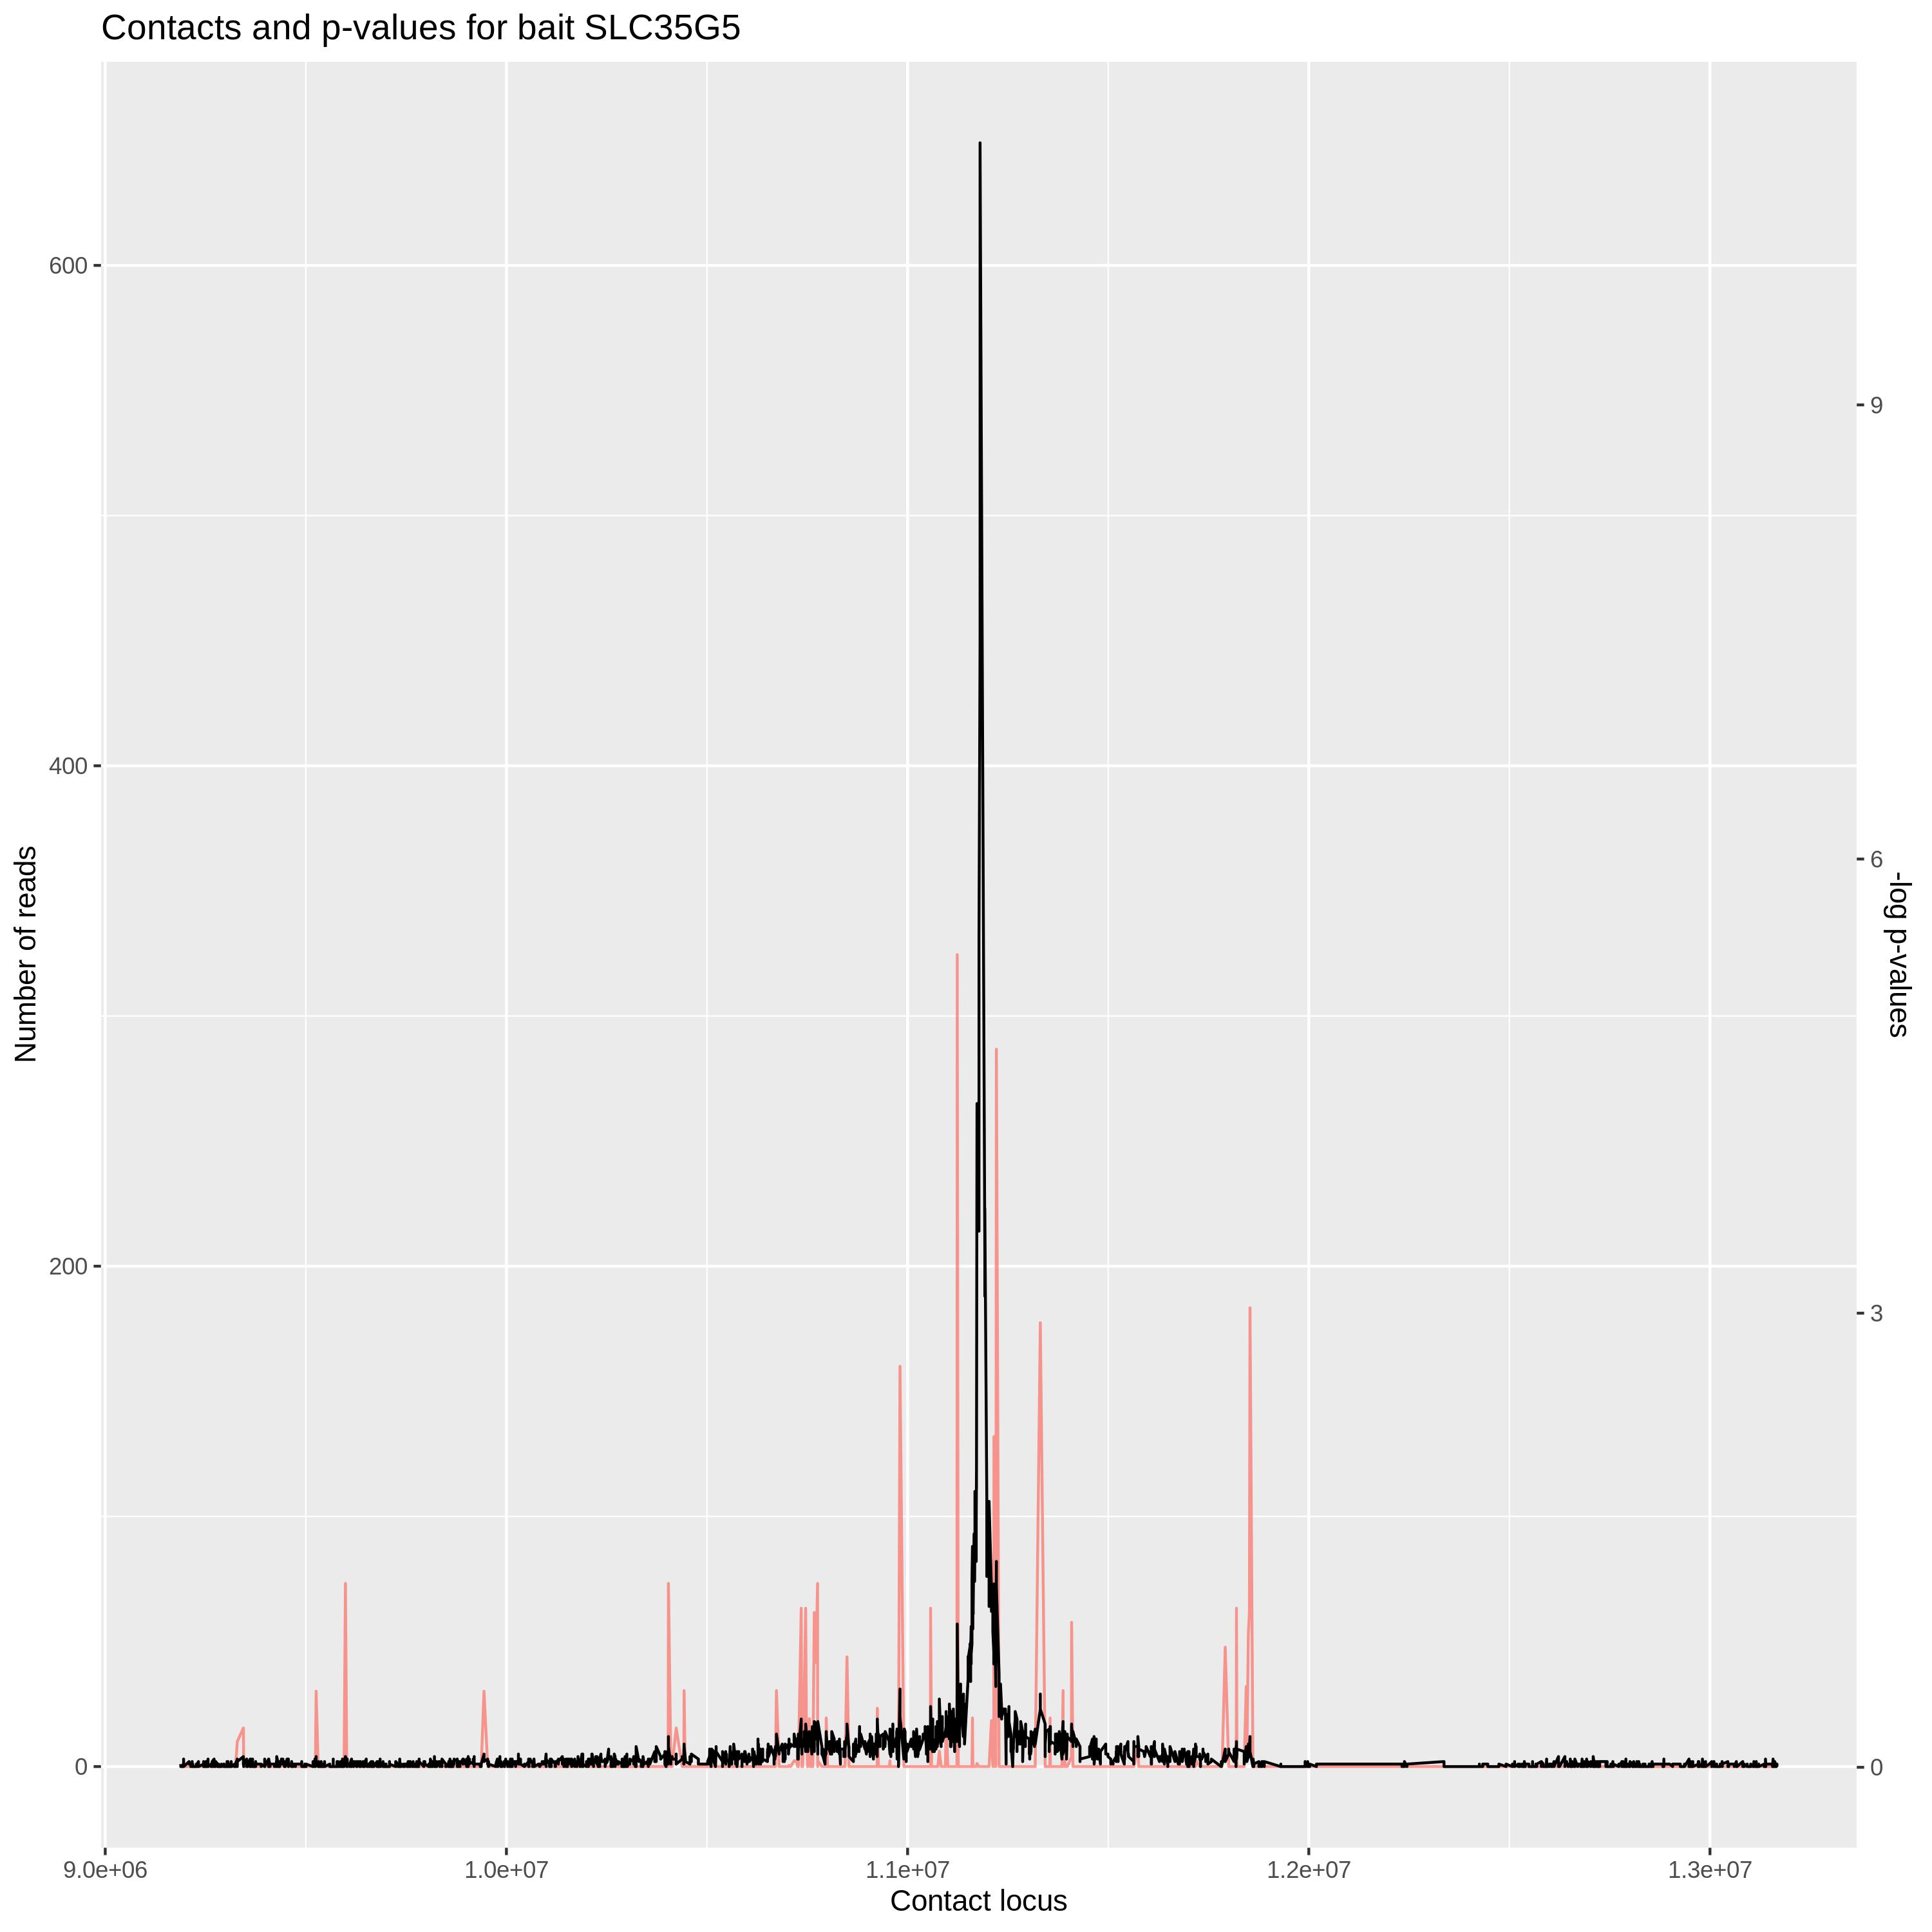 Contacts and p-values for bait SLC35G5
600
400
200
0
Number of reads
9
6
3
0
-log p-values
9.0e+06
1.0e+07
1.1e+07
1.2e+07
1.3e+07
Contact locus